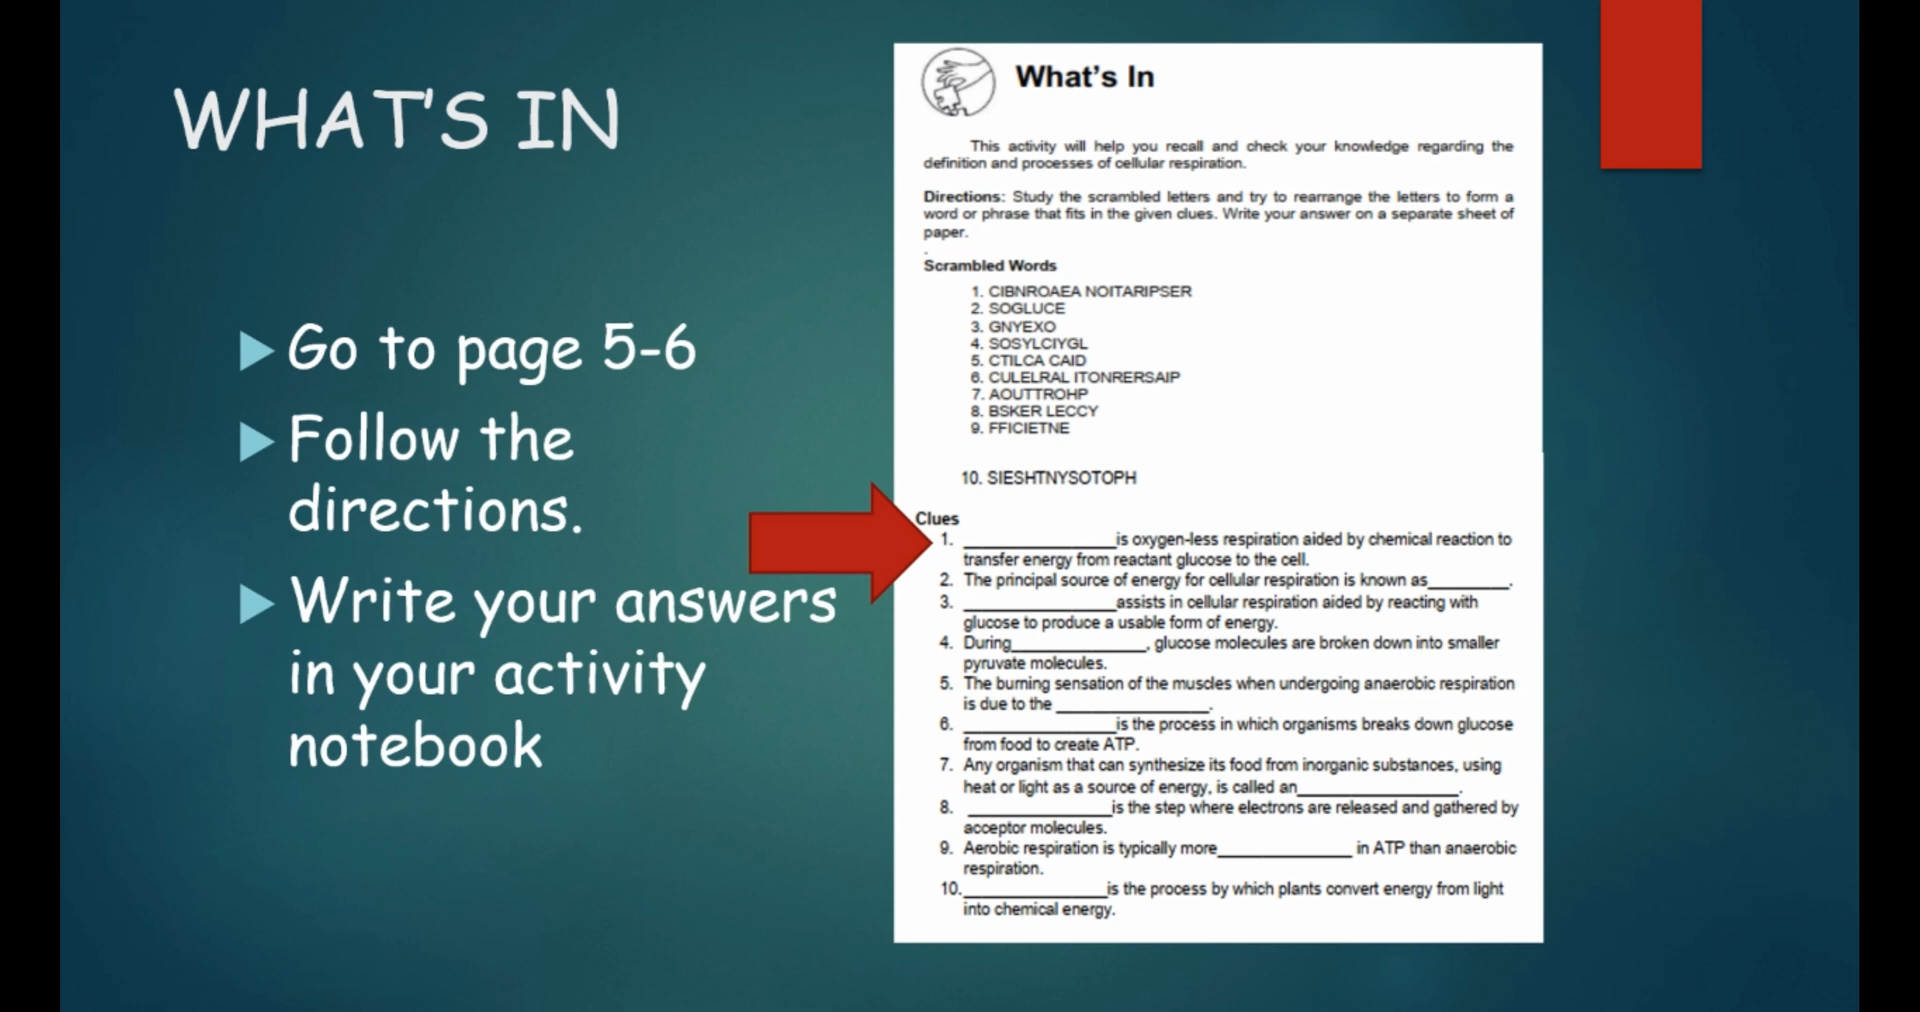 WHAT'S IN
Go to page 5-6
Follow the
directions.
Write your answers
in your activity
notebook
What's In
This activity will help you recall and check your knowledge regarding the
definition and processes of cellular respiration.
Directions: Study the scrambled letters and try to rearrange the letters to form a
word or phrase that fits in the given clues. Write your answer on a separate sheet of
paper.
.
Scrambled Words
1. CIBNROAEA NOITARIPSER
2. SOGLUCE
3. GNYEXO
4. SOSYLCIYGL
5. CTILCA CAID
6. CULELRAL ITONRERSAIP
7. AOUTTROHP
8. BSKER LECCY
9. FFICIETNE
10. SIESHTNYSOTOPH
Clues
1. ________________is oxygen-less respiration aided by chemical reaction to
transfer energy from reactant glucose to the cell.
2. The principal source of energy for cellular respiration is known as_________.
3. ________________assists in cellular respiration aided by reacting with
glucose to produce a usable form of energy.
4. During_______________, glucose molecules are broken down into smaller
pyruvate molecules.
5. The burning sensation of the muscles when undergoing anaerobic respiration
is due to the ________________.
6. ________________is the process in which organisms breaks down glucose
from food to create ATP.
7. Any organism that can synthesize its food from inorganic substances, using
heat or light as a source of energy, is called an_________________.
8. _______________is the step where electrons are released and gathered by
acceptor molecules.
9. Aerobic respiration is typically more______________ in ATP than anaerobic
respiration.
10._______________is the process by which plants convert energy from light
into chemical energy.